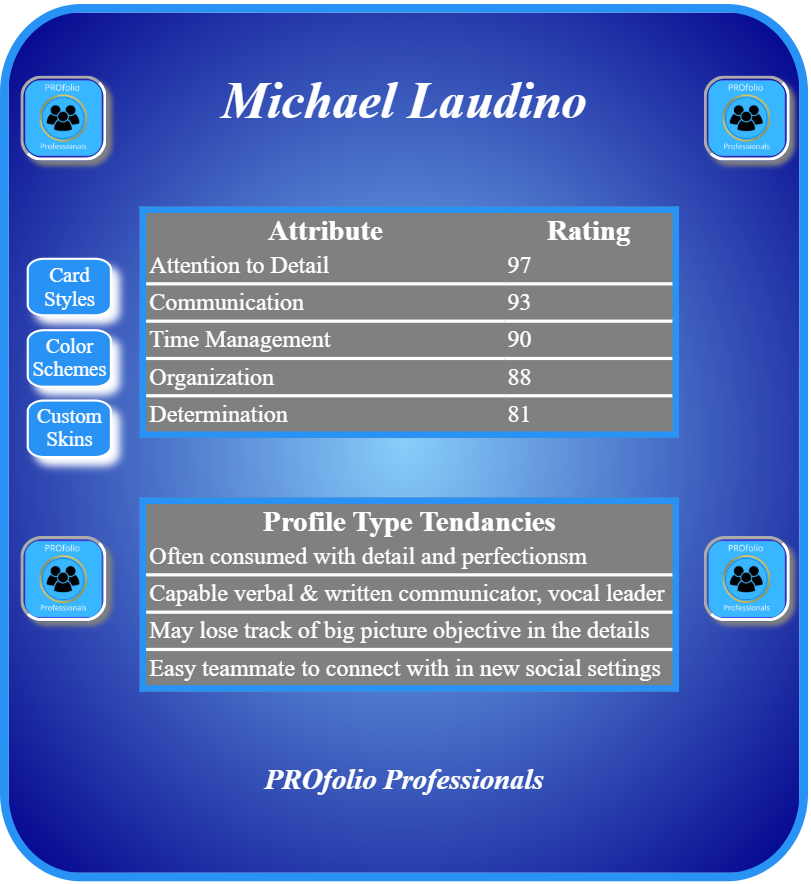 PROfolio
Professionals
Michael Laudino
PROfolio
Professionals
Attribute Rating
Attention to Detail 97
Communication 93
Time Management 90
Organization 88
Determination 81
Card
Styles
Color
Schemes
Custom
Skins
Profile Type Tendancies
Often consumed with detail and perfectionsm
Capable verbal & written communicator, vocal leader
May lose track of big picture objective in the details
Easy teammate to connect with in new social settings
PROfolio
Professionals
PROfolio
Professionals
PROfolio Professionals